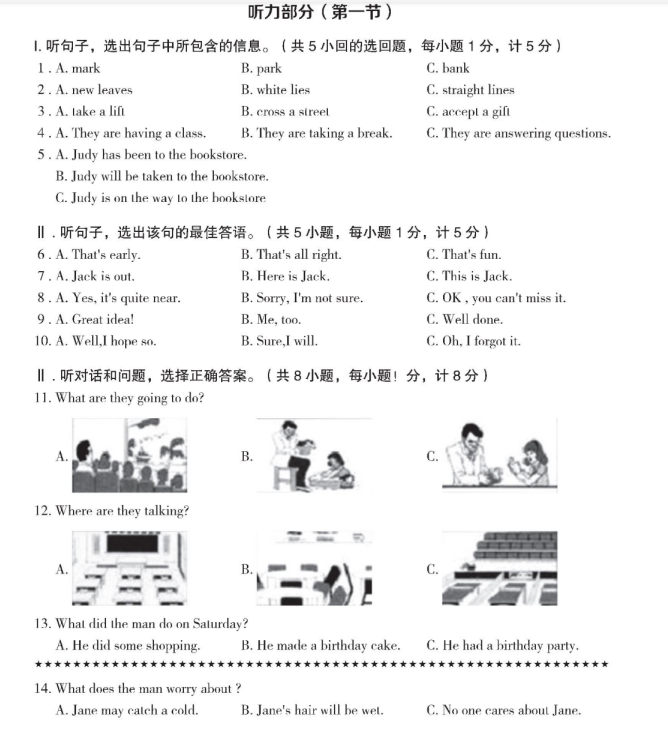 听力部分（第一节）
I. 听句子，选出句子中所包含的信息。（共5小回的选回题，每小题1分，计5分）
1 . A. mark B. park C. bank
2 . A. new leaves B. white lies C. straight lines
3 . A. take a lift B. cross a street C. accept a gift
4 . A. They are having a class. B. They are taking a break. C. They are answering questions.
5 . A. Judy has been to the bookstore.
B. Judy will be taken to the bookstore.
C. Judy is on the way to the bookstore
Ⅱ . 听句子，选出该句的最佳答语。（共5小题，每小题1分，计5分）
6 . A. That's early. B. That's all right. C. That's fun.
7 . A. Jack is out. B. Here is Jack. C. This is Jack.
8 . A. Yes, it's quite near. B. Sorry, I'm not sure. C. OK , you can't miss it.
9 . A. Great idea! B. Me, too. C. Well done.
10. A. Well,I hope so. B. Sure,I will. C. Oh, I forgot it.
Ⅱ . 听对话和问题，选择正确答案。（共8小题，每小题！分，计8分）
11. What are they going to do?
A. B. C.
12. Where are they talking?
A. B. C.
13. What did the man do on Saturday?
A. He did some shopping. B. He made a birthday cake. C. He had a birthday party.
14. What does the man worry about ?
A. Jane may catch a cold. B. Jane's hair will be wet. C. No one cares about Jane.